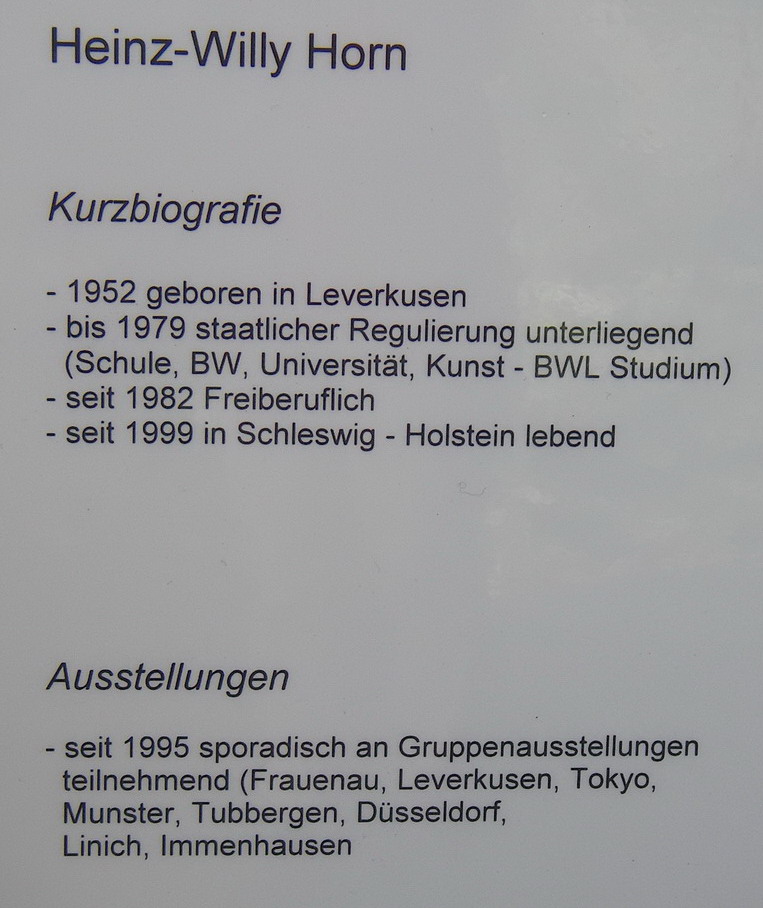 Heinz-Willy Horn
Kurzbiografie
- 1952 geboren in Leverkusen
- bis 1979 staatlicher Regulierung unterliegend
(Schule, BW, Universität, Kunst - BWL Studium)
- seit 1982 Freiberuflich
- seit 1999 in Schleswig - Holstein lebend
Ausstellungen
- seit 1995 sporadisch an Gruppenausstellungen
teilnehmend (Frauenau, Leverkusen, Tokyo,
Munster, Tubbergen, Düsseldorf,
Linich, Immenhausen